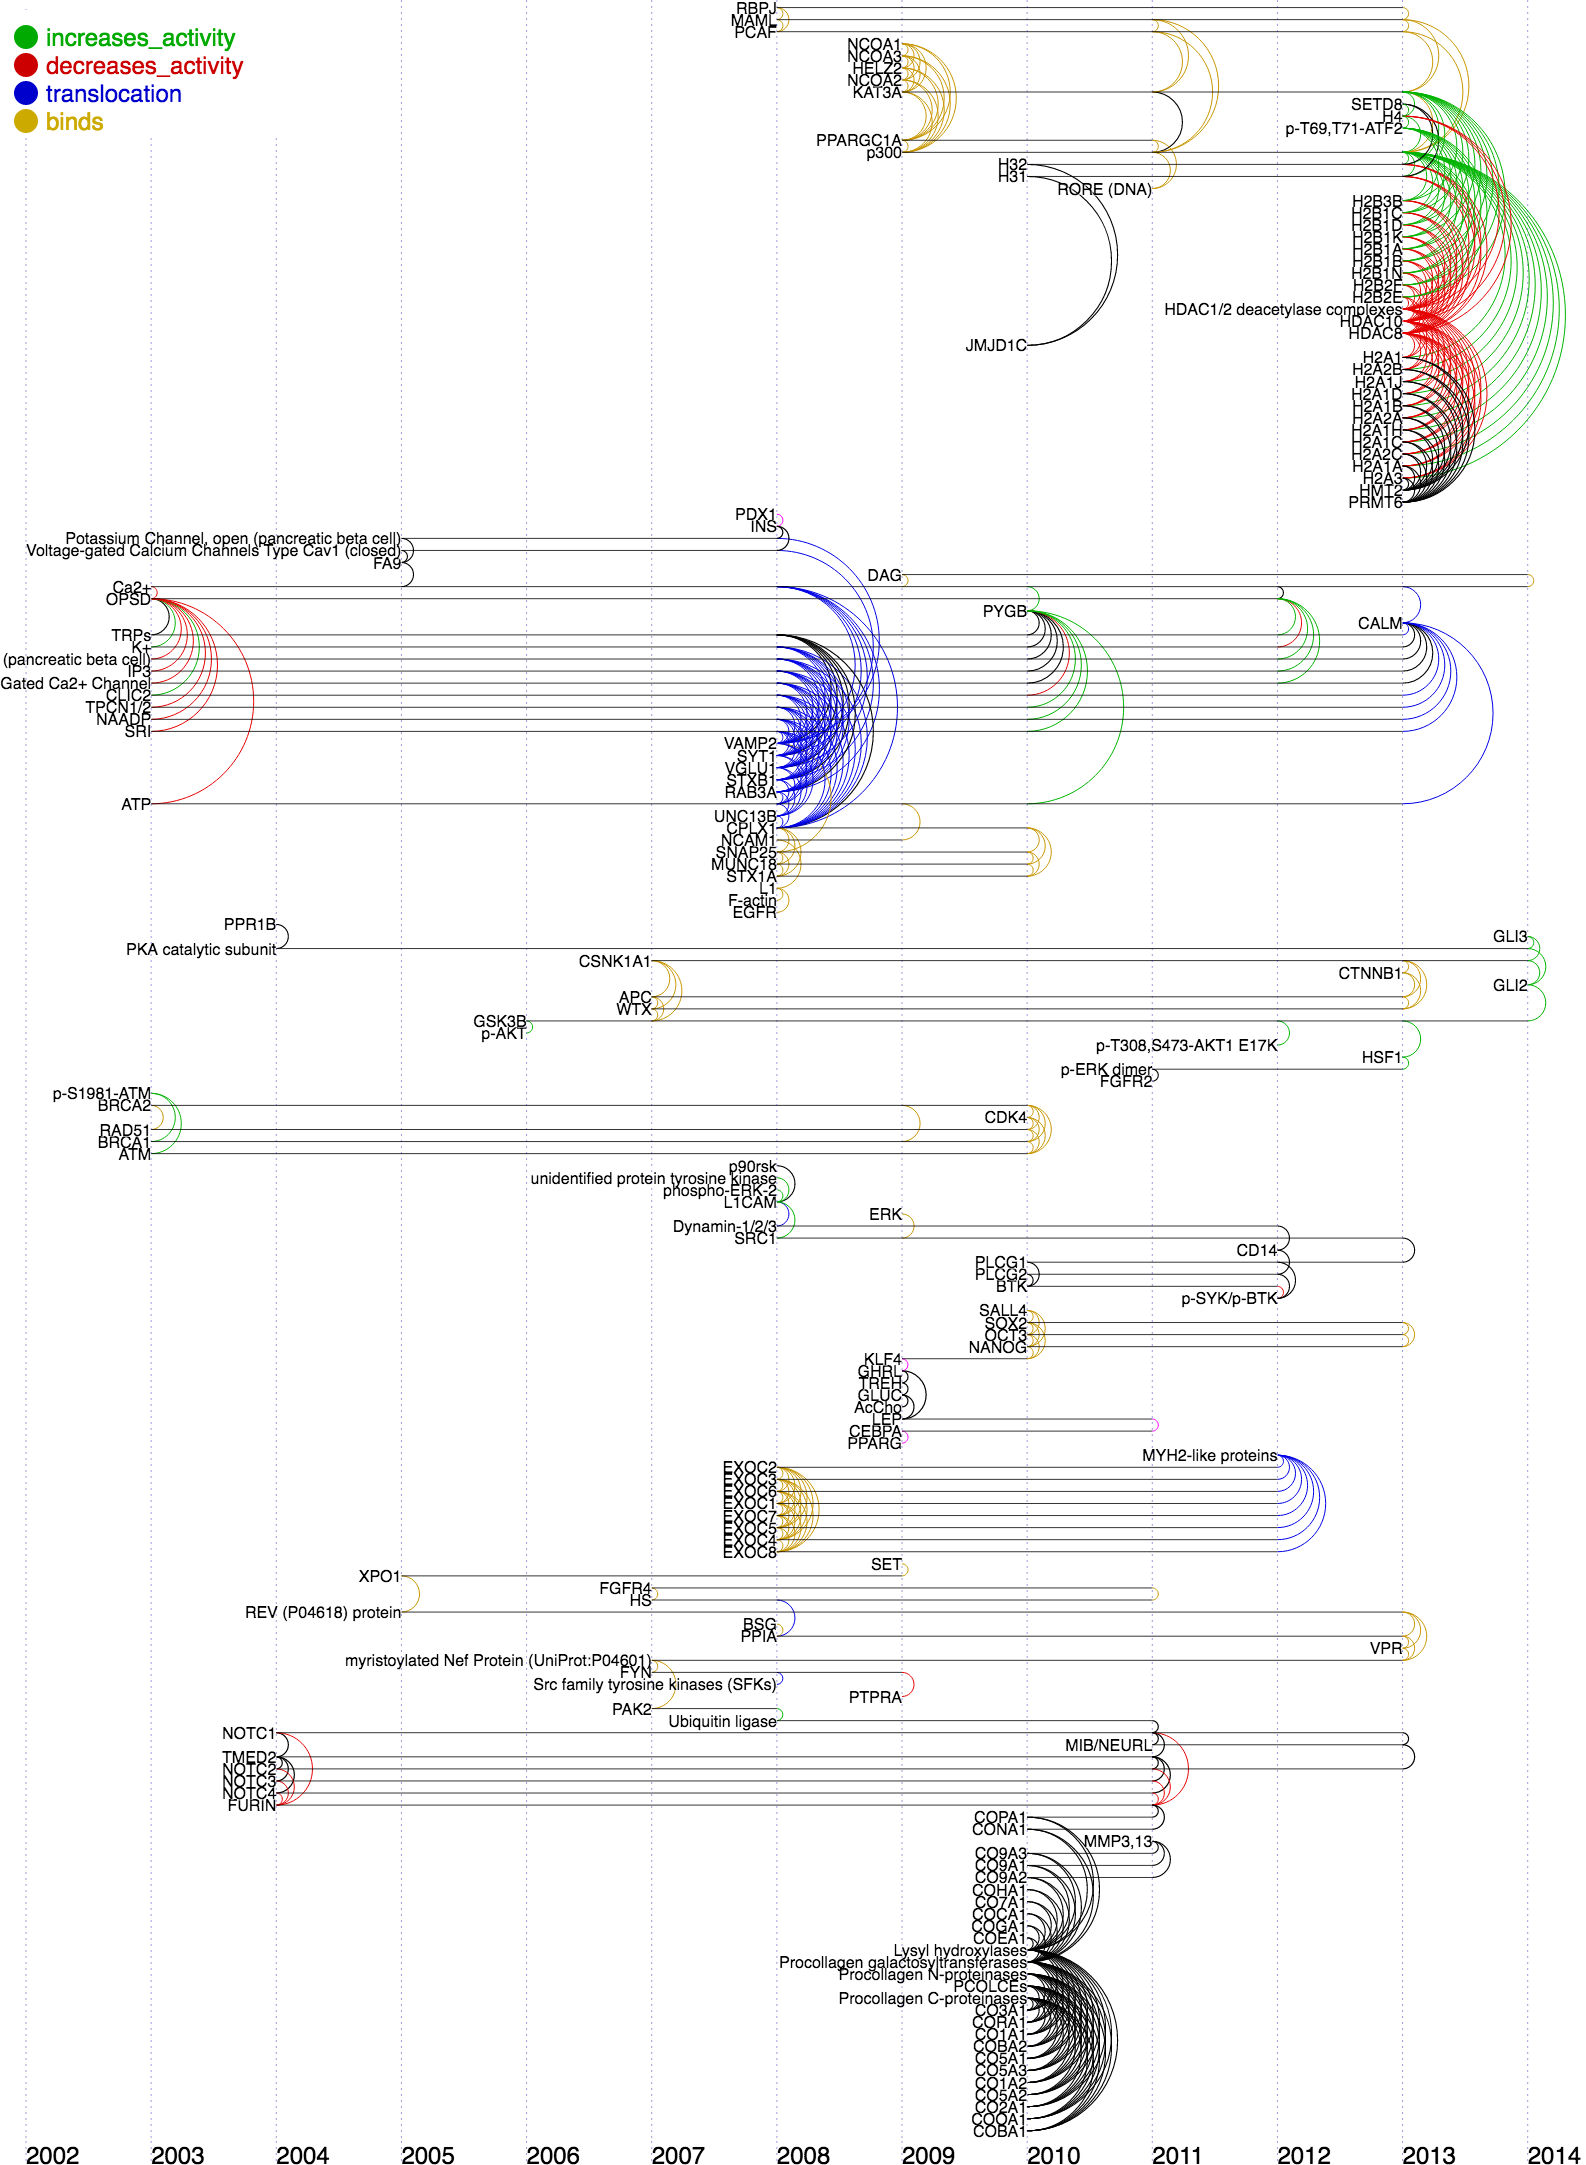 increases_activity
decreases_activity
translocation
binds
RBPJ
MAML
PCAF
NCOA1
NCOA3
HELZ2
NCOA2
KAT3A
SETD8
H4
p-T69,T71-ATF2
PPARGC1A
p300
H32
H31
RORE (DNA)
H2B3B
H2B1C
H2B1D
H2B1K
H2B1A
H2B1B
H2B1N
H2B2F
H2B2E
HDAC1/2 deacetylase complexes
HDAC10
HDAC8
JMJD1C
H2A1
H2A2B
H2A1J
H2A1D
H2A1B
H2A2A
H2A1H
H2A1C
H2A2C
H2A1A
H2A3
HMT2
PRMT6
PDX1
INS
Potassium Channel, open (pancreatic beta cell)
Voltage-gated Calcium Channels Type Cav1 (closed)
FA9
DAG
Ca2+
OPSD
PYGB
CALM
TRPs
K+
(pancreatic beta cell)
IP3
Gated Ca2+ Channel
CLIC2
TPCN1/2
NAADP
SRI
VAMP2
SYT1
VGLU1
STXB1
RAB3A
ATP
UNC13B
CPLX1
NCAM1
SNAP25
MUNC18
STX1A
L1
F-actin
EGFR
PPR1B
GLI3
PKA catalytic subunit
CSNK1A1
CTNNB1
GLI2
APC
WTX
GSK3B
p-AKT
p-T308,S473-AKT1 E17K
HSF1
p-ERK dimer
FGFR2
p-S1981-ATM
BRCA2
CDK4
RAD51
BRCA1
ATM
p90rsk
unidentified protein tyrosine kinase
phospho-ERK-2
L1CAM
ERK
Dynamin-1/2/3
SRC1
CD14
PLCG1
PLCG2
BTK
p-SYK/p-BTK
SALL4
SOX2
OCT3
NANOG
KLF4
GHRL
TREH
GLUC
AcCho
LEP
CEBPA
PPARG
MYH2-like proteins
EXOC2
EXOC3
EXOC6
EXOC1
EXOC7
EXOC5
EXOC4
EXOC8
SET
XPO1
FGFR4
HS
REV (P04618) protein
BSG
PPIA
VPR
myristoylated Nef Protein (UniProt:P04601)
FYN
Src family tyrosine kinases (SFKs)
PTPRA
PAK2
Ubiquitin ligase
NOTC1
MIB/NEURL
TMED2
NOTC2
NOTC3
NOTC4
FURIN
COPA1
CONA1
MMP3,13
CO9A3
CO9A1
CO9A2
COHA1
CO7A1
COCA1
COGA1
COEA1
Lysyl hydroxylases
Procollagen galactosyltransferases
Procollagen N-proteinases
PCOLCEs
Procollagen C-proteinases
CO3A1
CORA1
CO1A1
COBA2
CO5A1
CO5A3
CO1A2
CO5A2
CO2A1
COOA1
COBA1
2002 2003 2004 2005 2006 2007 2008 2009 2010 2011 2012 2013 2014